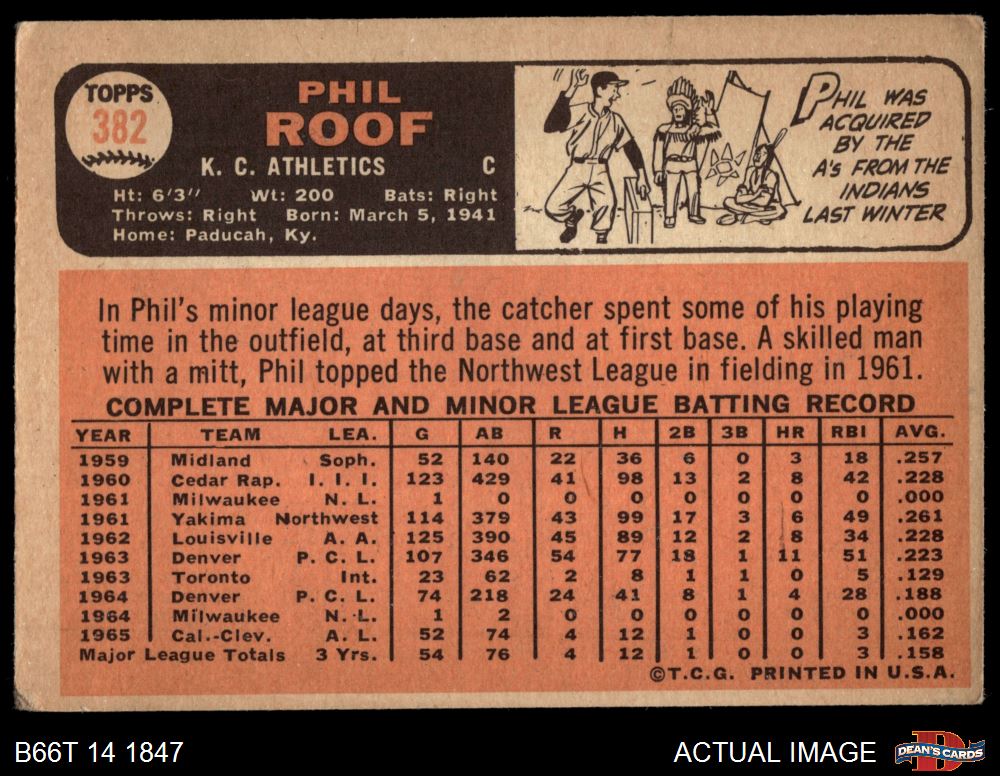 TOPPS
382
PHIL
ROOF
K. C. ATHLETICS C
Ht: 6'3" Wt: 200 Bats: Right
Throws: Right Born: March 5, 1941
Home: Paducah, Ky.
PHIL WAS
ACQUIRED
BY THE
A's FROM THE
INDIANS
LAST WINTER
In Phil's minor league days, the catcher spent some of his playing
time in the outfield, at third base and at first base. A skilled man
with a mitt, Phil topped the Northwest League in fielding in 1961.
COMPLETE MAJOR AND MINOR LEAGUE BATTING RECORD
YEAR TEAM LEA. G AB R H 2B 3B HR RBI AVG.
1959 Midland Soph. 52 140 22 36 6 0 3 18 .257
1960 Cedar Rap. I. I. I. 123 429 41 98 13 2 8 42 .228
1961 Milwaukee N. L. 1 0 0 0 0 0 0 0 .000
1961 Yakima Northwest 114 379 43 99 17 3 6 49 .261
1962 Louisville A. A. 125 390 45 89 12 2 8 34 .228
1963 Denver P. C. L. 107 346 54 77 18 1 11 51 .223
1963 Toronto Int. 23 62 2 8 1 1 0 5 .129
1964 Denver P. C. L. 74 218 24 41 8 1 4 28 .188
1964 Milwaukee N. L. 1 2 0 0 0 0 0 0 .000
1965 Cal.-Clev. A. L. 52 74 4 12 1 0 0 3 .162
Major League Totals 3 Yrs. 54 76 4 12 1 0 0 3 .158
©T.C.G. PRINTED IN U.S.A.
B66T 14 1847
ACTUAL IMAGE
DEAN'S CARDS